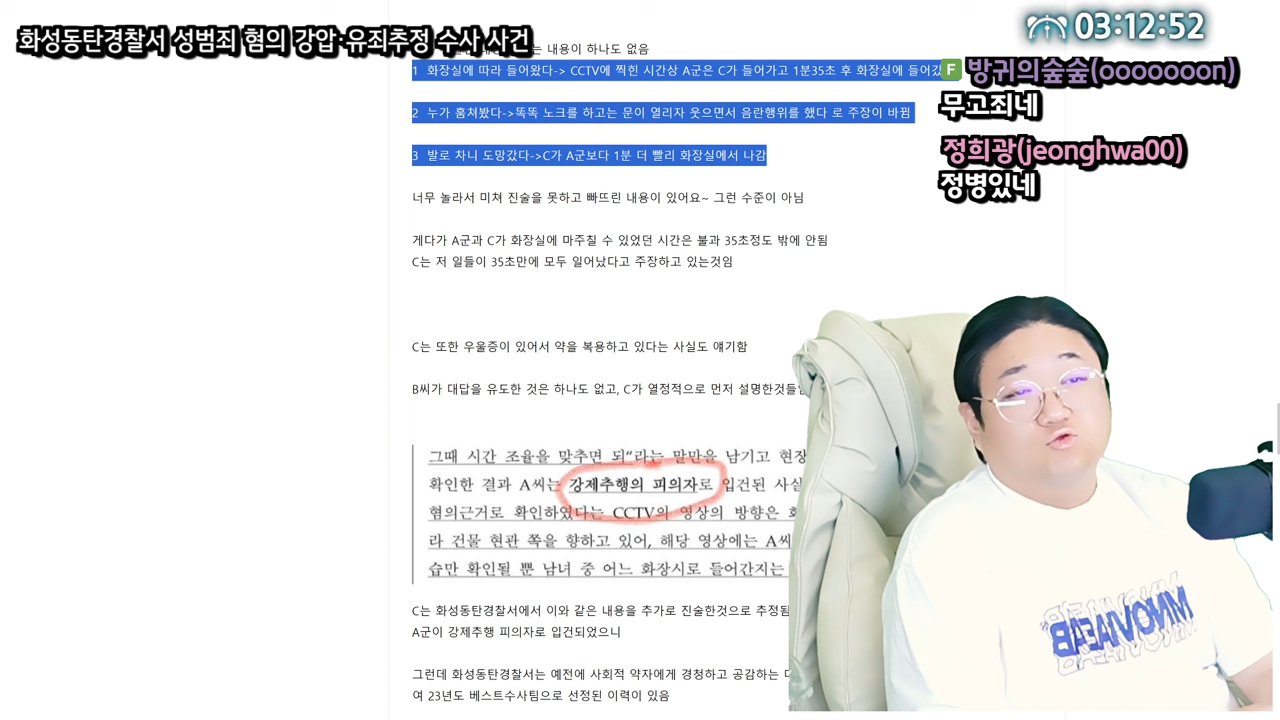 화성동탄경찰서 성범죄 혐의 강압·유죄추정 수사 사건
03:12:52
는 내용이 하나도 없음
1 화장실에 따라 들어왔다-> CCTV에 찍힌 시간상 A군은 C가 들어가고 1분35초 후 화장실에 들어갔
2 누가 훔쳐봤다->똑똑 노크를 하고는 문이 열리자 웃으면서 음란행위를 했다 로 주장이 바뀜
3 발로 차니 도망갔다->C가 A군보다 1분 더 빨리 화장실에서 나감
F 방귀의숲숲(ooooooon)
무고죄네
정희광(jeonghwa00)
정병있네
너무 놀라서 미쳐 진술을 못하고 빠뜨린 내용이 있어요~ 그런 수준이 아님
게다가 A군과 C가 화장실에 마주칠 수 있었던 시간은 불과 35초정도 밖에 안됨
C는 저 일들이 35초만에 모두 일어났다고 주장하고 있는것임
C는 또한 우울증이 있어서 약을 복용하고 있다는 사실도 얘기함
B씨가 대답을 유도한 것은 하나도 없고, C가 열정적으로 먼저 설명한것들임
그때 시간 조율을 맞추면 되"라는 말만을 남기고 현장
확인한 결과 A씨는 강제추행의 피의자로 입건된 사실
혐의근거로 확인하였다는 CCTV의 영상의 방향은 화
라 건물 현관 쪽을 향하고 있어, 해당 영상에는 A씨
습만 확인될 뿐 남녀 중 어느 화장시로 들어간지는
C는 화성동탄경찰서에서 이와 같은 내용을 추가로 진술한것으로 추정됨
A군이 강제추행 피의자로 입건되었으니
그런데 화성동탄경찰서는 예전에 사회적 약자에게 경청하고 공감하는
여 23년도 베스트수사팀으로 선정된 이력이 있음